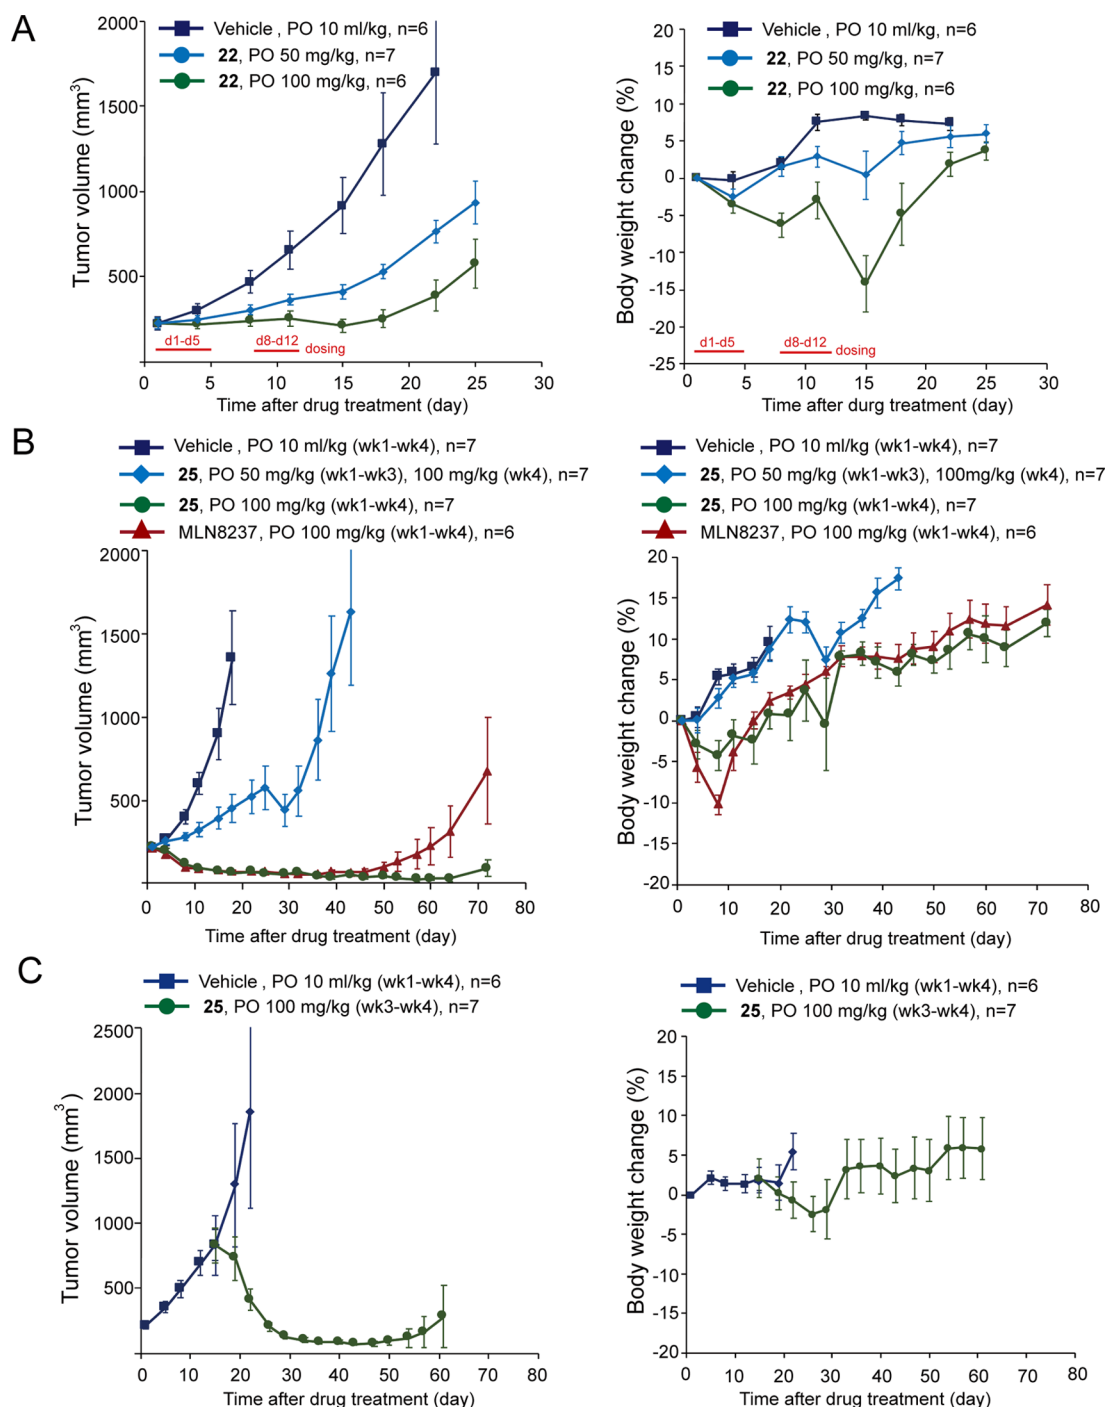 A
Vehicle , PO 10 ml/kg, n=6
22, PO 50 mg/kg, n=7
22, PO 100 mg/kg, n=6
Tumor volume (mm3)
2000
1500
1000
500
d1-d5
d8-d12
dosing
0 5 10 15 20 25 30
Time after drug treatment (day)
Vehicle , PO 10 ml/kg, n=6
22, PO 50 mg/kg, n=7
22, PO 100 mg/kg, n=6
Body weight change (%)
20
15
10
5
0
-5
-10
-15
-20
-25
d1-d5
d8-d12
dosing
0 5 10 15 20 25 30
Time after durg treatment (day)
B
Vehicle , PO 10 ml/kg (wk1-wk4), n=7
25, PO 50 mg/kg (wk1-wk3), 100 mg/kg (wk4), n=7
25, PO 100 mg/kg (wk1-wk4), n=7
MLN8237, PO 100 mg/kg (wk1-wk4), n=6
Tumor volume (mm3)
2000
1500
1000
500
0 10 20 30 40 50 60 70 80
Time after drug treatment (day)
Vehicle , PO 10 ml/kg (wk1-wk4), n=7
25, PO 50 mg/kg (wk1-wk3), 100mg/kg (wk4), n=7
25, PO 100 mg/kg (wk1-wk4), n=7
MLN8237, PO 100 mg/kg (wk1-wk4), n=6
Body weight change (%)
20
15
10
5
0
-5
-10
-15
-20
0 10 20 30 40 50 60 70 80
Time after drug treatment (day)
C
Vehicle , PO 10 ml/kg (wk1-wk4), n=6
25, PO 100 mg/kg (wk3-wk4), n=7
Tumor volume (mm3)
2500
2000
1500
1000
500
0 10 20 30 40 50 60 70 80
Time after drug treatment (day)
Vehicle , PO 10 ml/kg (wk1-wk4), n=6
25, PO 100 mg/kg (wk3-wk4), n=7
Body weight change (%)
20
15
10
5
0
-5
-10
-15
-20
0 10 20 30 40 50 60 70 80
Time after drug treatment (day)